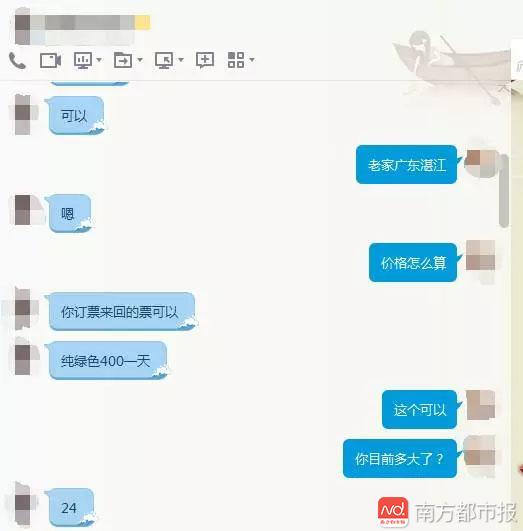 可以
老家广东湛江
嗯
价格怎么算
你订票来回的票可以
纯绿色400一天
这个可以
你目前多大了？
24
南方都市报